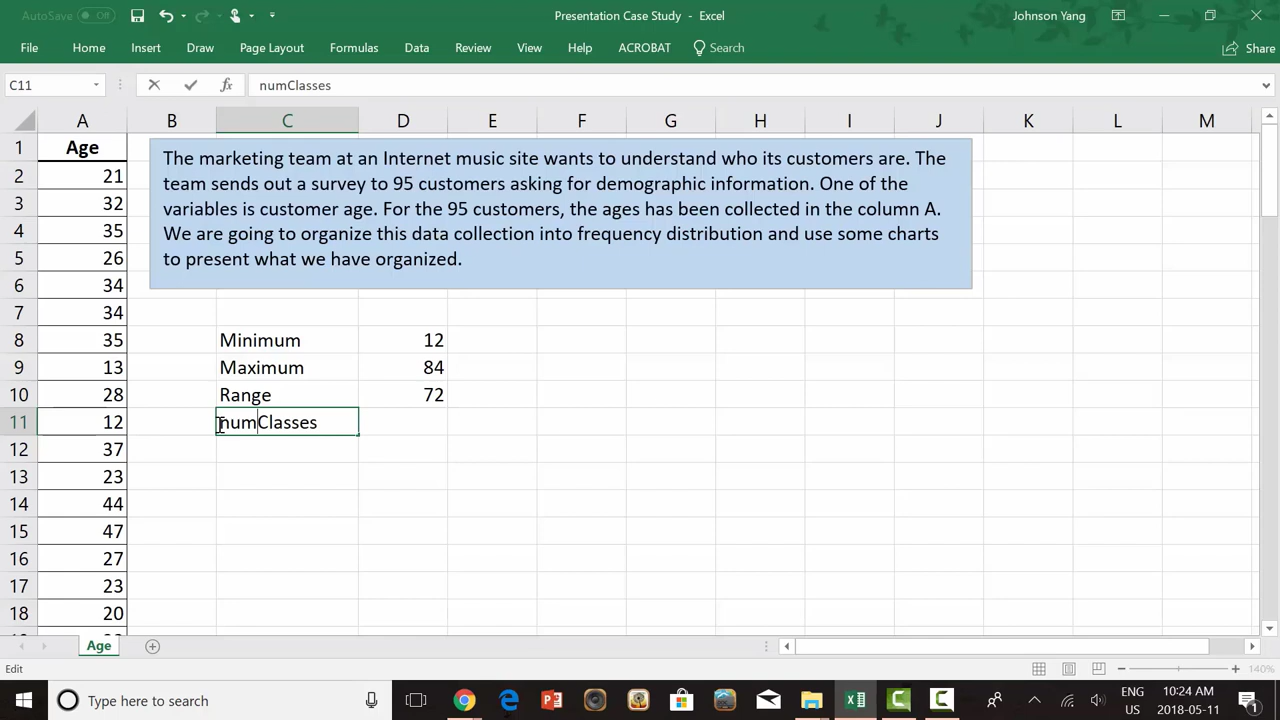 AutoSave Off
Presentation Case Study - Excel
Johnson Yang
File Home Insert Draw Page Layout Formulas Data Review View Help ACROBAT Search Share
C11 fx numClasses
A B C D E F G H I J K L M
1 Age
The marketing team at an Internet music site wants to understand who its customers are. The
team sends out a survey to 95 customers asking for demographic information. One of the
variables is customer age. For the 95 customers, the ages has been collected in the column A.
We are going to organize this data collection into frequency distribution and use some charts
to present what we have organized.
2 21
3 32
4 35
5 26
6 34
7 34
8 35 Minimum 12
9 13 Maximum 84
10 28 Range 72
11 12 numClasses
12 37
13 23
14 44
15 47
16 27
17 23
18 20
Age
Edit
140%
Type here to search
ENG 10:24 AM
US 2018-05-11
1